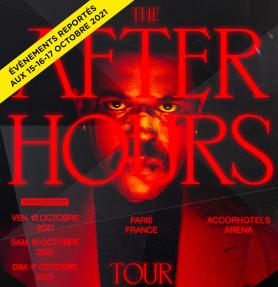 ÉVÉNEMENTS REPORTÉS
AUX 15-16-17 OCTOBRE 2021
THE
AFTER
HOURS
VEN. 15 OCTOBRE
2021
SAM. 16 OCTOBRE
2021
DIM. 17 OCTOBRE
2021
PARIS
FRANCE
ACCORHOTELS
ARENA
TOUR